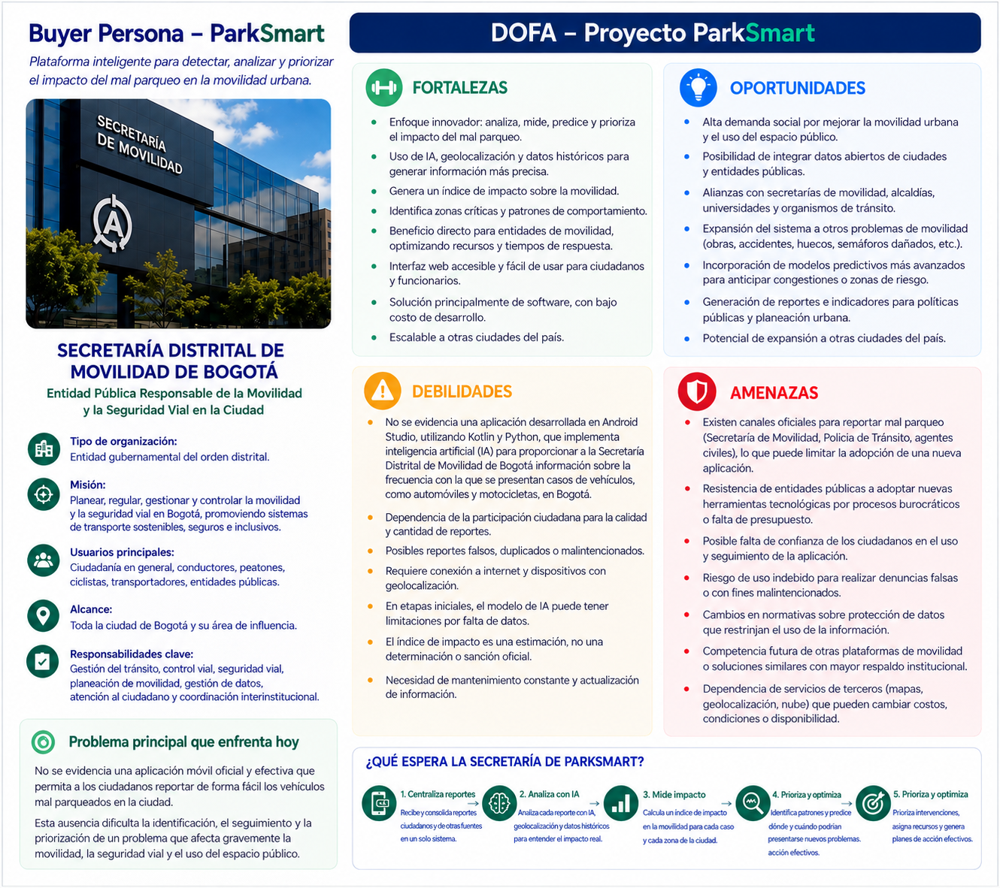 Buyer Persona – ParkSmart
Plataforma inteligente para detectar, analizar y priorizar
el impacto del mal parqueo en la movilidad urbana.
SECRETARÍA
DE MOVILIDAD
A
SECRETARÍA DISTRITAL DE
MOVILIDAD DE BOGOTÁ
Entidad Pública Responsable de la Movilidad
y la Seguridad Vial en la Ciudad
Tipo de organización:
Entidad gubernamental del orden distrital.
Misión:
Planear, regular, gestionar y controlar la movilidad
y la seguridad vial en Bogotá, promoviendo sistemas
de transporte sostenibles, seguros e inclusivos.
Usuarios principales:
Ciudadanía en general, conductores, peatones,
ciclistas, transportadores, entidades públicas.
Alcance:
Toda la ciudad de Bogotá y su área de influencia.
Responsabilidades clave:
Gestión del tránsito, control vial, seguridad vial,
planeación de movilidad, gestión de datos,
atención al ciudadano y coordinación interinstitucional.
Problema principal que enfrenta hoy
No se evidencia una aplicación móvil oficial y efectiva que
permita a los ciudadanos reportar de forma fácil los vehículos
mal parqueados en la ciudad.
Esta ausencia dificulta la identificación, el seguimiento y la
priorización de un problema que afecta gravemente la
movilidad, la seguridad vial y el uso del espacio público.
DOFA – Proyecto ParkSmart
FORTALEZAS
• Enfoque innovador: analiza, mide, predice y prioriza
el impacto del mal parqueo.
• Uso de IA, geolocalización y datos históricos para
generar información más precisa.
• Genera un índice de impacto sobre la movilidad.
• Identifica zonas críticas y patrones de comportamiento.
• Beneficio directo para entidades de movilidad,
optimizando recursos y tiempos de respuesta.
• Interfaz web accesible y fácil de usar para ciudadanos
y funcionarios.
• Solución principalmente de software, con bajo
costo de desarrollo.
• Escalable a otras ciudades del país.
OPORTUNIDADES
• Alta demanda social por mejorar la movilidad urbana
y el uso del espacio público.
• Posibilidad de integrar datos abiertos de ciudades
y entidades públicas.
• Alianzas con secretarías de movilidad, alcaldías,
universidades y organismos de tránsito.
• Expansión del sistema a otros problemas de movilidad
(obras, accidentes, huecos, semáforos dañados, etc.).
• Incorporación de modelos predictivos más avanzados
para anticipar congestiones o zonas de riesgo.
• Generación de reportes e indicadores para políticas
públicas y planeación urbana.
• Potencial de expansión a otras ciudades del país.
DEBILIDADES
• No se evidencia una aplicación desarrollada en Android
Studio, utilizando Kotlin y Python, que implementa
inteligencia artificial (IA) para proporcionar a la Secretaría
Distrital de Movilidad de Bogotá información sobre la
frecuencia con la que se presentan casos de vehículos,
como automóviles y motocicletas, en Bogotá.
• Dependencia de la participación ciudadana para la calidad
y cantidad de reportes.
• Posibles reportes falsos, duplicados o malintencionados.
• Requiere conexión a internet y dispositivos con
geolocalización.
• En etapas iniciales, el modelo de IA puede tener
limitaciones por falta de datos.
• El índice de impacto es una estimación, no una
determinación o sanción oficial.
• Necesidad de mantenimiento constante y actualización
de información.
AMENAZAS
• Existen canales oficiales para reportar mal parqueo
(Secretaría de Movilidad, Policia de Tránsito, agentes
civiles), lo que puede limitar la adopción de una nueva
aplicación.
• Resistencia de entidades públicas a adoptar nuevas
herramientas tecnológicas por procesos burocráticos
o falta de presupuesto.
• Posible falta de confianza de los ciudadanos en el uso
y seguimiento de la aplicación.
• Riesgo de uso indebido para realizar denuncias falsas
o con fines malintencionados.
• Cambios en normativas sobre protección de datos
que restrinjan el uso de la información.
• Competencia futura de otras plataformas de movilidad
o soluciones similares con mayor respaldo institucional.
• Dependencia de servicios de terceros (mapas,
geolocalización, nube) que pueden cambiar costos,
condiciones o disponibilidad.
¿QUÉ ESPERA LA SECRETARÍA DE PARKSMART?
1. Centraliza reportes
Recibe y consolida reportes
ciudadanos y de otras fuentes
en un solo sistema.
2. Analiza con IA
Analiza cada reporte con IA,
geolocalización y datos históricos
para entender el impacto real.
3. Mide impacto
Calcula un índice de impacto
en la movilidad para cada caso
y cada zona de la ciudad.
4. Prioriza y optimiza
Identifica patrones y predice
dónde y cuándo podrían
presentarse nuevos problemas.
acción efectivos.
5. Prioriza y optimiza
Prioriza intervenciones,
asigna recursos y genera
planes de acción efectivos.